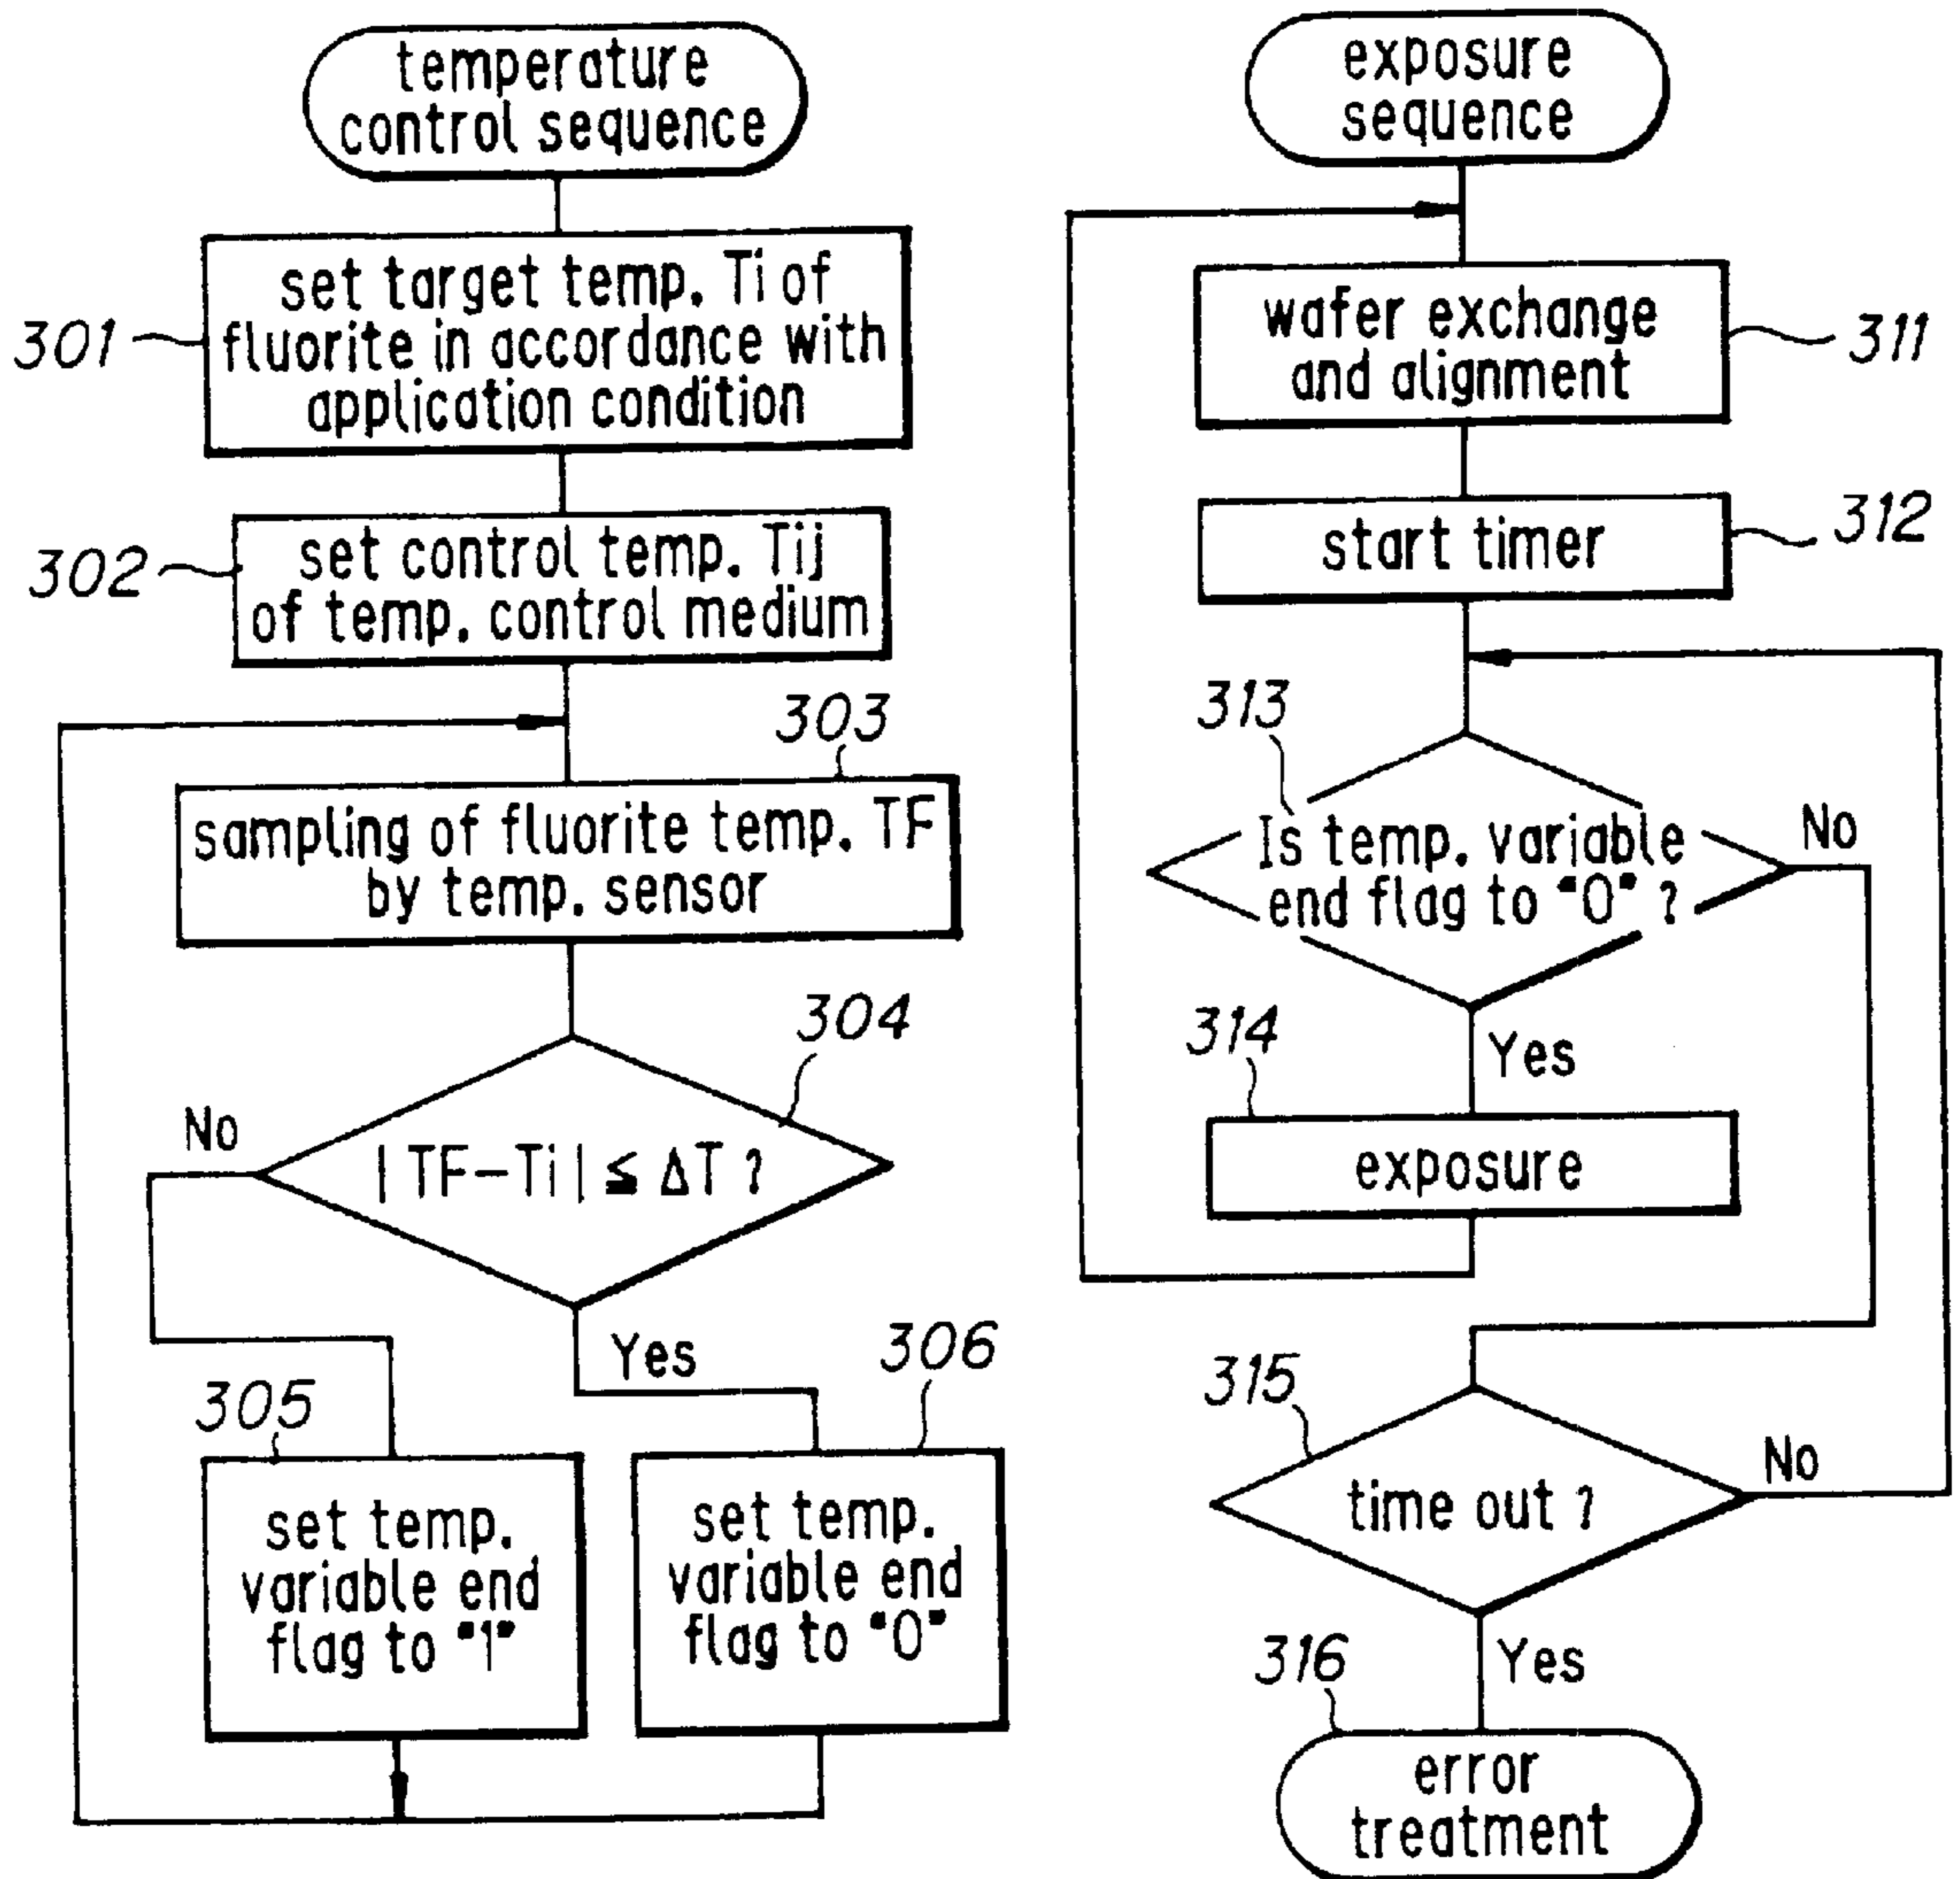 temperature
control sequence
301
set target temp. Ti of
fluorite in accordance with
application condition
302
set control temp. Tij
of temp. control medium
303
sampling of fluorite temp. TF
by temp. sensor
304
| TF-Ti | ≦ ΔT ?
No
Yes
305
set temp.
variable end
flag to "1"
306
set temp.
variable end
flag to "0"
exposure
sequence
311
wafer exchange
and alignment
312
start timer
313
Is temp. variable
end flag to "0" ?
No
Yes
314
exposure
315
time out ?
No
Yes
316
error
treatment